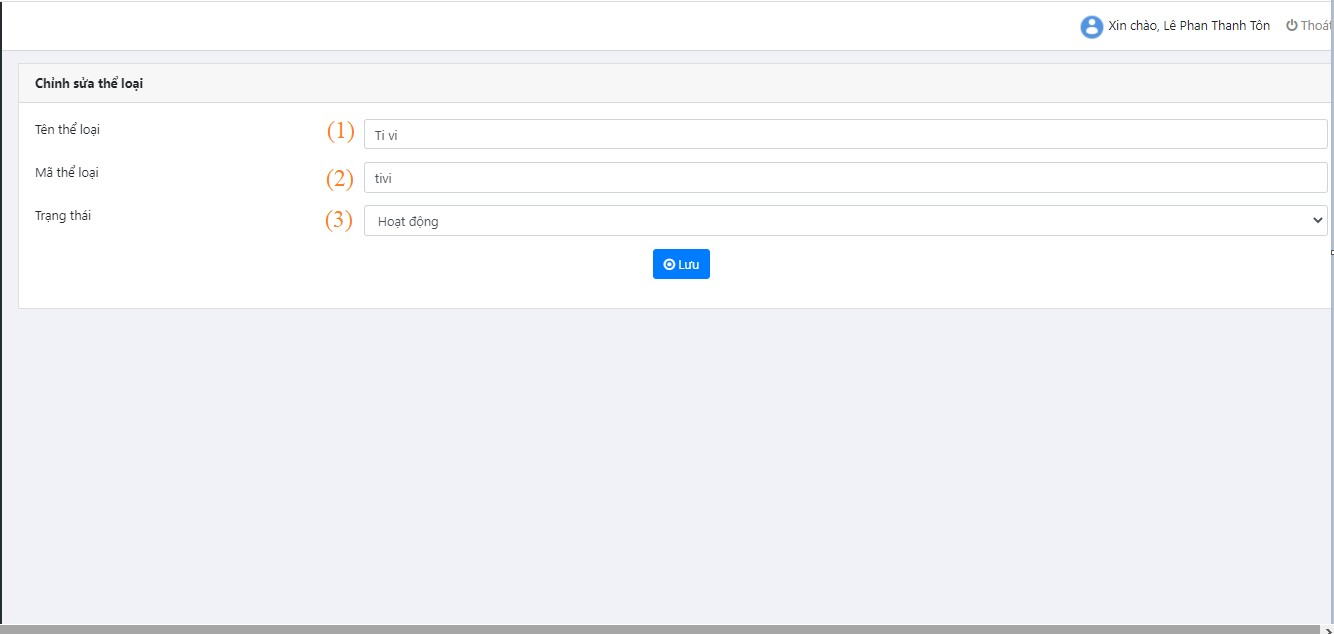 Xin chào, Lê Phan Thanh Tôn Thoát
Chỉnh sửa thể loại
Tên thể loại (1) Ti vi
Mã thể loại (2) tivi
Trạng thái (3) Hoạt động
Lưu